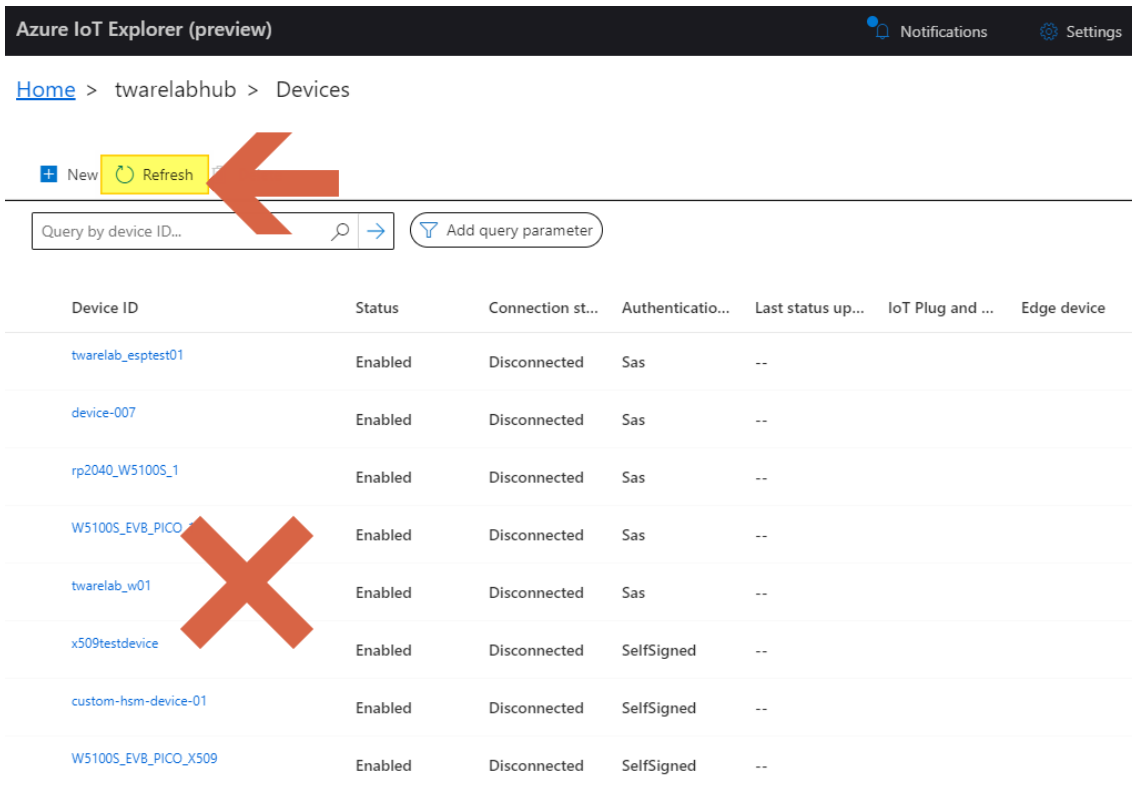 Azure IoT Explorer (preview) Notifications Settings
Home > twarelabhub > Devices
New Refresh
Query by device ID... Add query parameter
Device ID Status Connection st... Authenticatio... Last status up... IoT Plug and ... Edge device
twarelab_esptest01 Enabled Disconnected Sas --
device-007 Enabled Disconnected Sas --
rp2040_W5100S_1 Enabled Disconnected Sas --
W5100S_EVB_PICO Enabled Disconnected Sas --
twarelab_w01 Enabled Disconnected Sas --
x509testdevice Enabled Disconnected SelfSigned --
custom-hsm-device-01 Enabled Disconnected SelfSigned --
W5100S_EVB_PICO_X509 Enabled Disconnected SelfSigned --